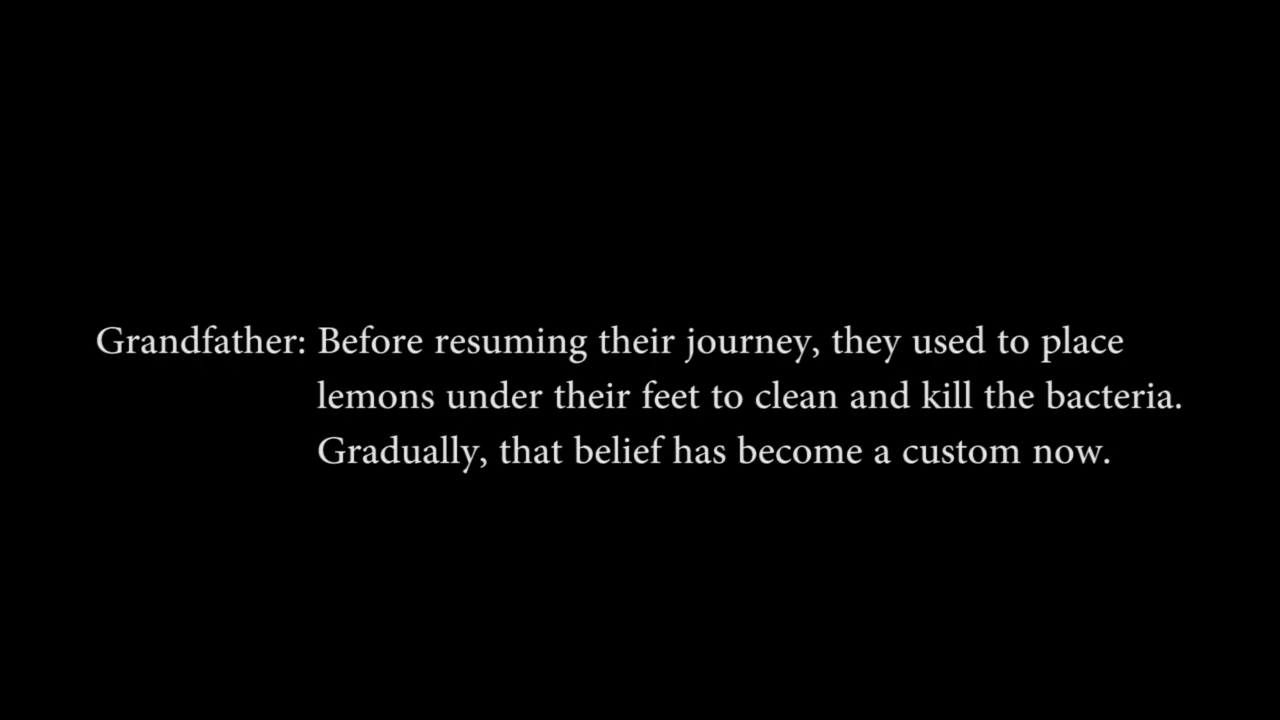 Grandfather: Before resuming their journey, they used to place
lemons under their feet to clean and kill the bacteria.
Gradually, that belief has become a custom now.